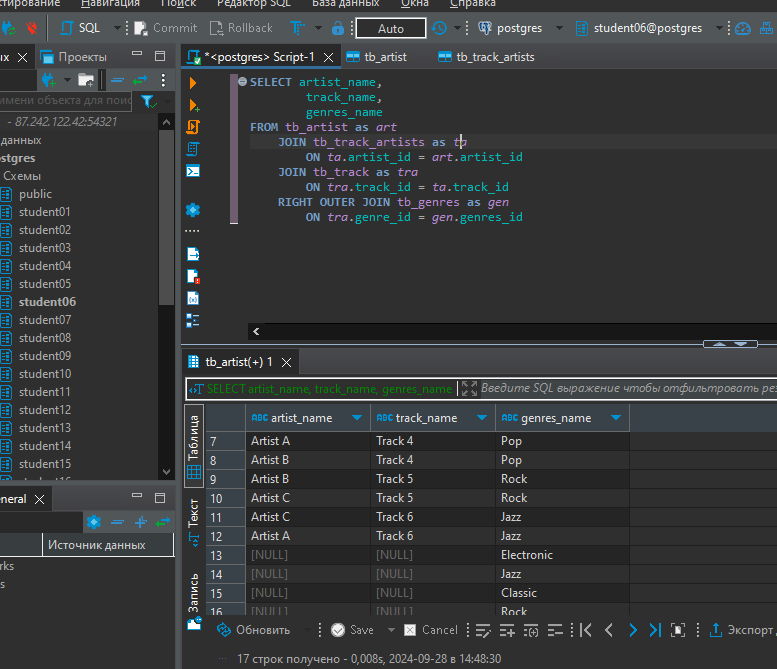 Навигация Поиск Редактор SQL База данных Окна Справка
SQL Commit Rollback T Auto postgres student06@postgres
Проекты
*<postgres> Script-1 tb_artist tb_track_artists
имени объекта для поис
- 87.242.122.42:54321
данных
stgres
Схемы
public
student01
student02
student03
student04
student05
student06
student07
student08
student09
student10
student11
student12
student13
student14
student15
SELECT artist_name,
track_name,
genres_name
FROM tb_artist as art
JOIN tb_track_artists as ta
ON ta.artist_id = art.artist_id
JOIN tb_track as tra
ON tra.track_id = ta.track_id
RIGHT OUTER JOIN tb_genres as gen
ON tra.genre_id = gen.genres_id
tb_artist(+) 1
SELECT artist_name, track_name, genres_name Введите SQL выражение чтобы отфильтровать рез
Таблица
Текст
Запись
ABC artist_name ABC track_name ABC genres_name
7 Artist A Track 4 Pop
8 Artist B Track 4 Pop
9 Artist B Track 5 Rock
10 Artist C Track 5 Rock
11 Artist C Track 6 Jazz
12 Artist A Track 6 Jazz
13 [NULL] [NULL] Electronic
14 [NULL] [NULL] Jazz
15 [NULL] [NULL] Classic
16 [NULL] [NULL] Rock
eneral
Источник данных
rks
s
Обновить Save Cancel Экспорт
17 строк получено - 0,008s, 2024-09-28 в 14:48:30